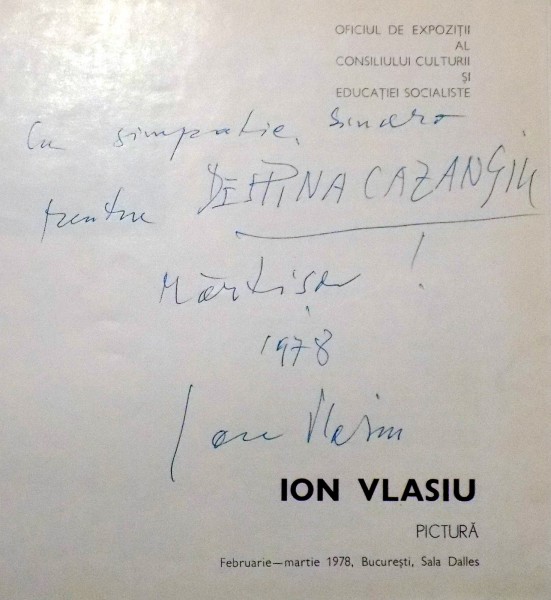 OFICIUL DE EXPOZIȚII
AL
CONSILIULUI CULTURII
ȘI
EDUCAȚIEI SOCIALISTE
Cu simpatie, sinceră
pentru DESPINA CAZANGIU
Mărțișor !
1978
Ion Vlasiu
ION VLASIU
PICTURĂ
Februarie—martie 1978, București, Sala Dalles